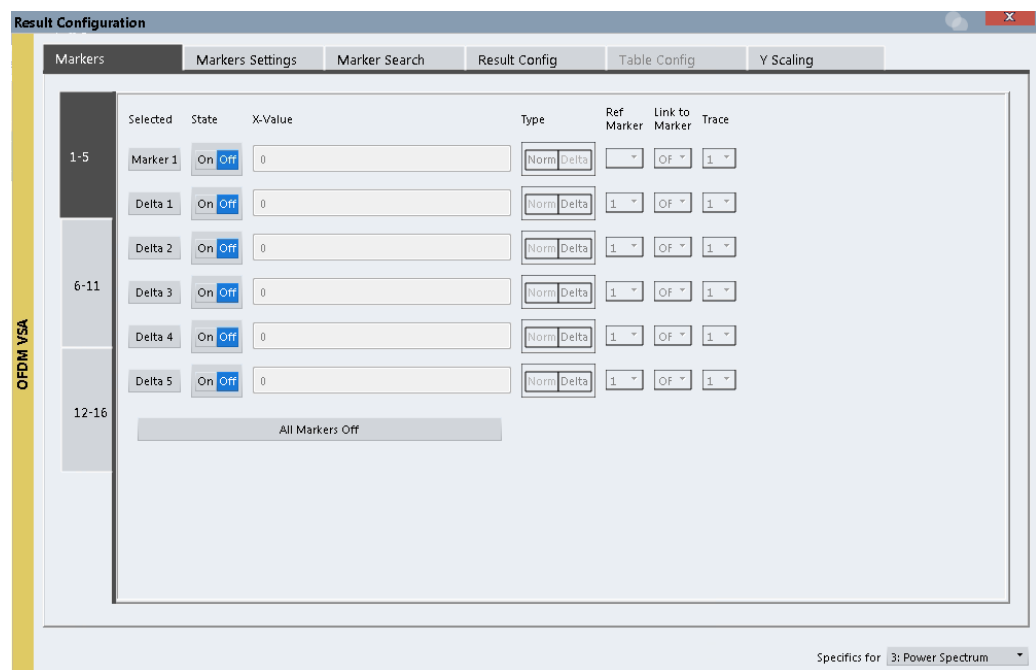 Result Configuration
X
Markers Markers Settings Marker Search Result Config Table Config Y Scaling
OFDM VSA
1-5
6-11
12-16
Selected State X-Value Type Ref Marker Link to Marker Trace
Marker 1 On Off 0 Norm Delta OF 1
Delta 1 On Off 0 Norm Delta 1 OF 1
Delta 2 On Off 0 Norm Delta 1 OF 1
Delta 3 On Off 0 Norm Delta 1 OF 1
Delta 4 On Off 0 Norm Delta 1 OF 1
Delta 5 On Off 0 Norm Delta 1 OF 1
All Markers Off
Specifics for 3: Power Spectrum